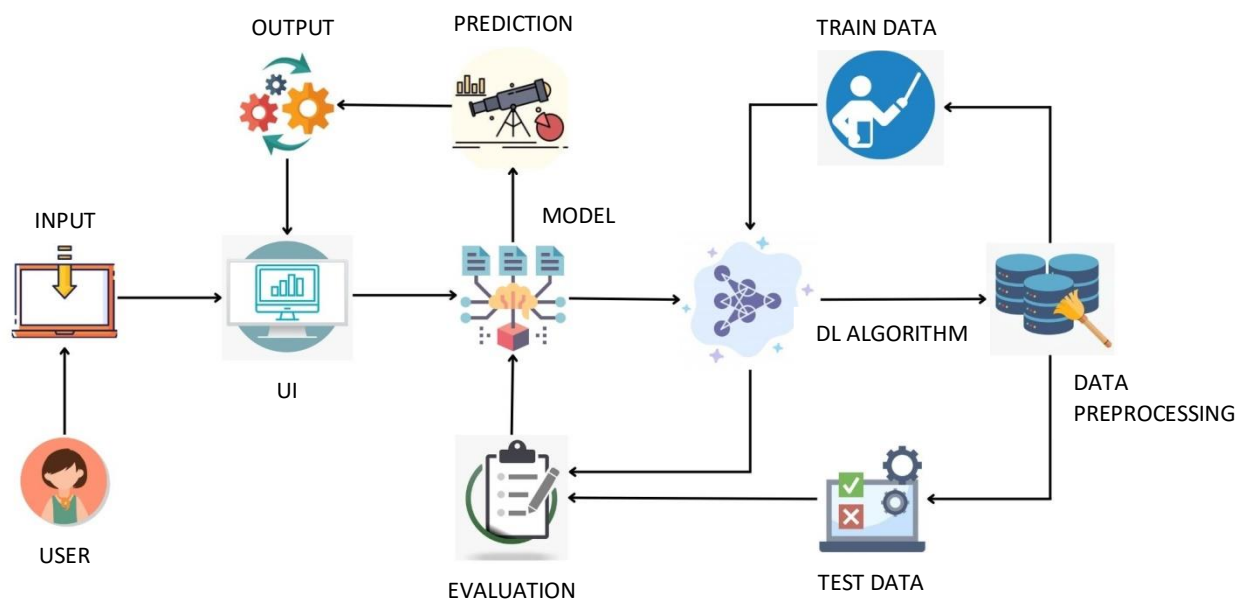 OUTPUT
PREDICTION
TRAIN DATA
INPUT
MODEL
UI
DL ALGORITHM
DATA
PREPROCESSING
USER
EVALUATION
TEST DATA